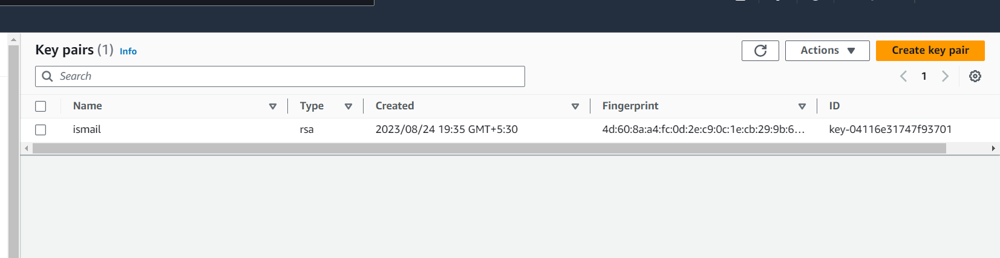 Key pairs (1) Info
Actions
Create key pair
Search
1
Name Type Created Fingerprint ID
ismail rsa 2023/08/24 19:35 GMT+5:30 4d:60:8a:a4:fc:0d:2e:c9:0c:1e:cb:29:9b:6... key-04116e31747f93701